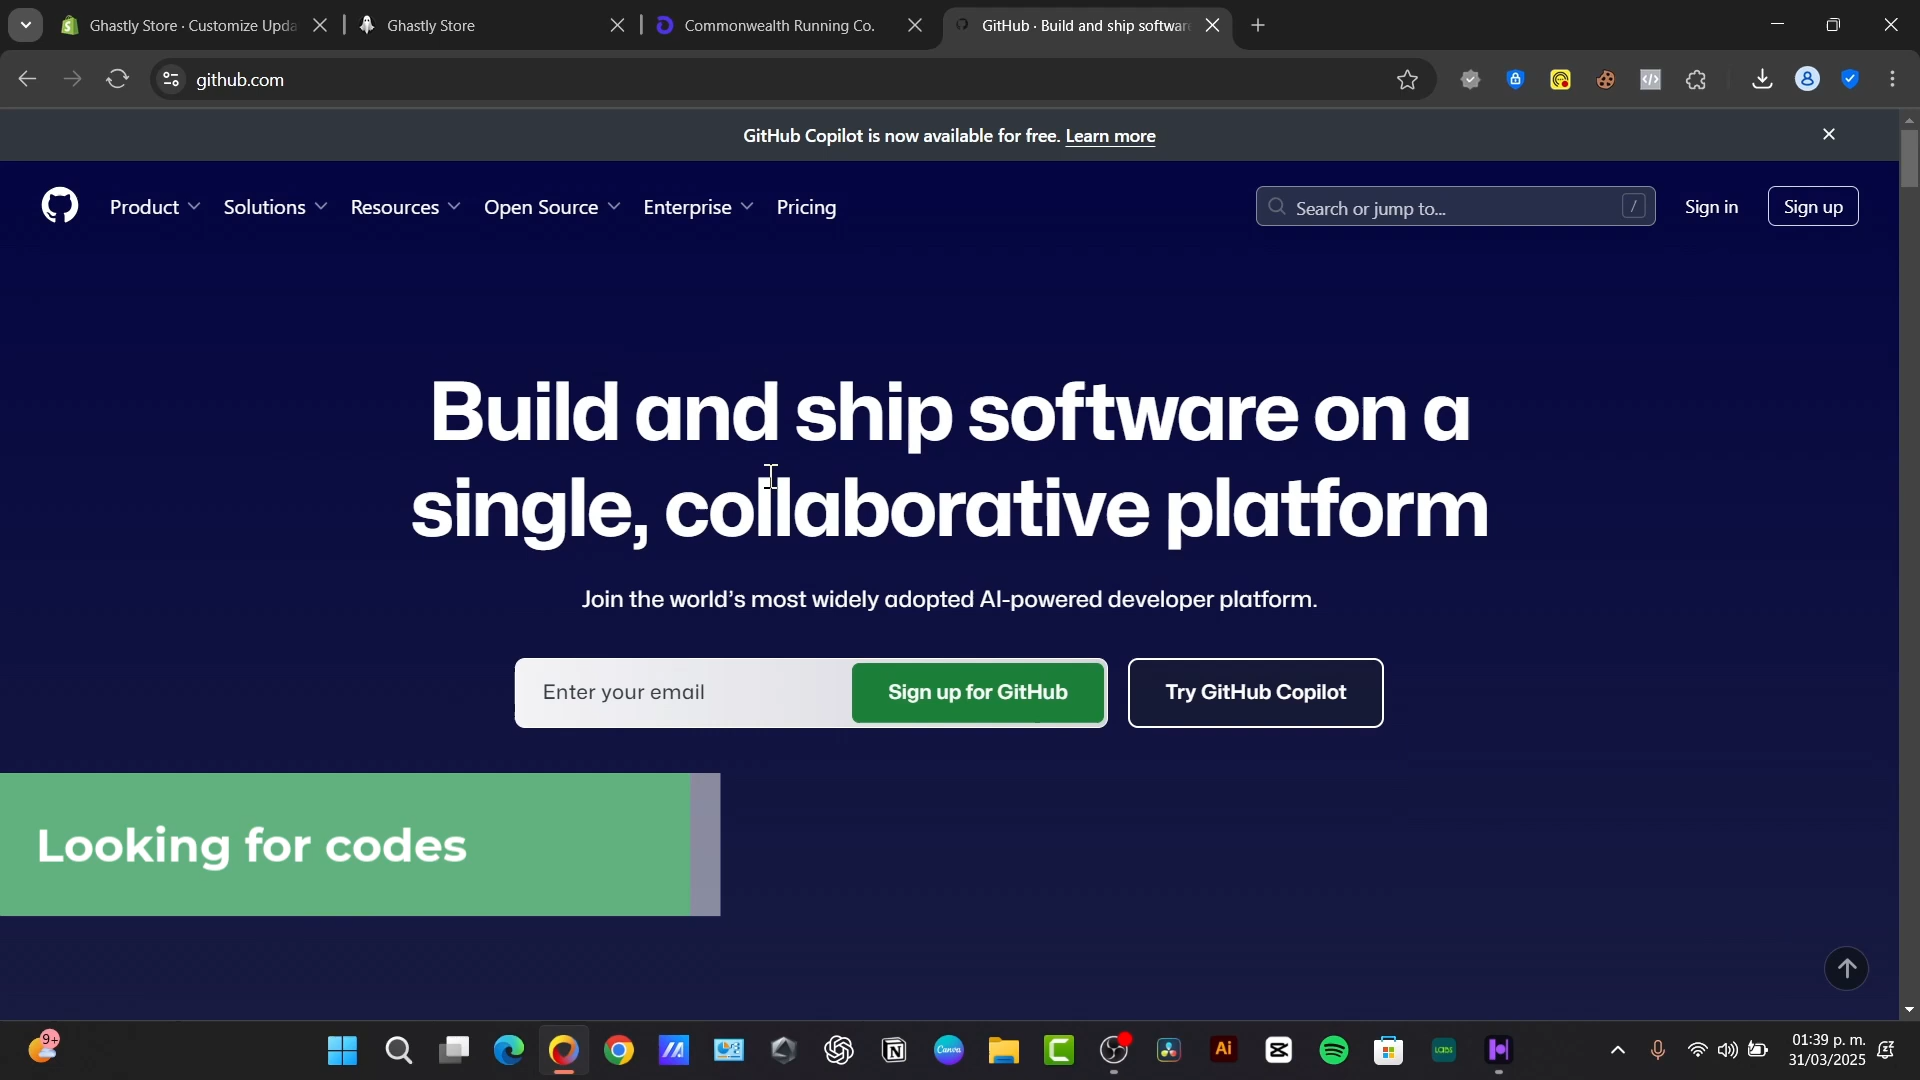 Ghastly Store · Customize Upda
Ghastly Store
Commonwealth Running Co.
GitHub · Build and ship softwar
github.com
GitHub Copilot is now available for free. Learn more
Product
Solutions
Resources
Open Source
Enterprise
Pricing
Search or jump to...
/
Sign in
Sign up
Build and ship software on a
single, collaborative platform
Join the world's most widely adopted AI-powered developer platform.
Enter your email
Sign up for GitHub
Try GitHub Copilot
Looking for codes
9+
Canva
Ai
LABS
01:39 p. m.
31/03/2025